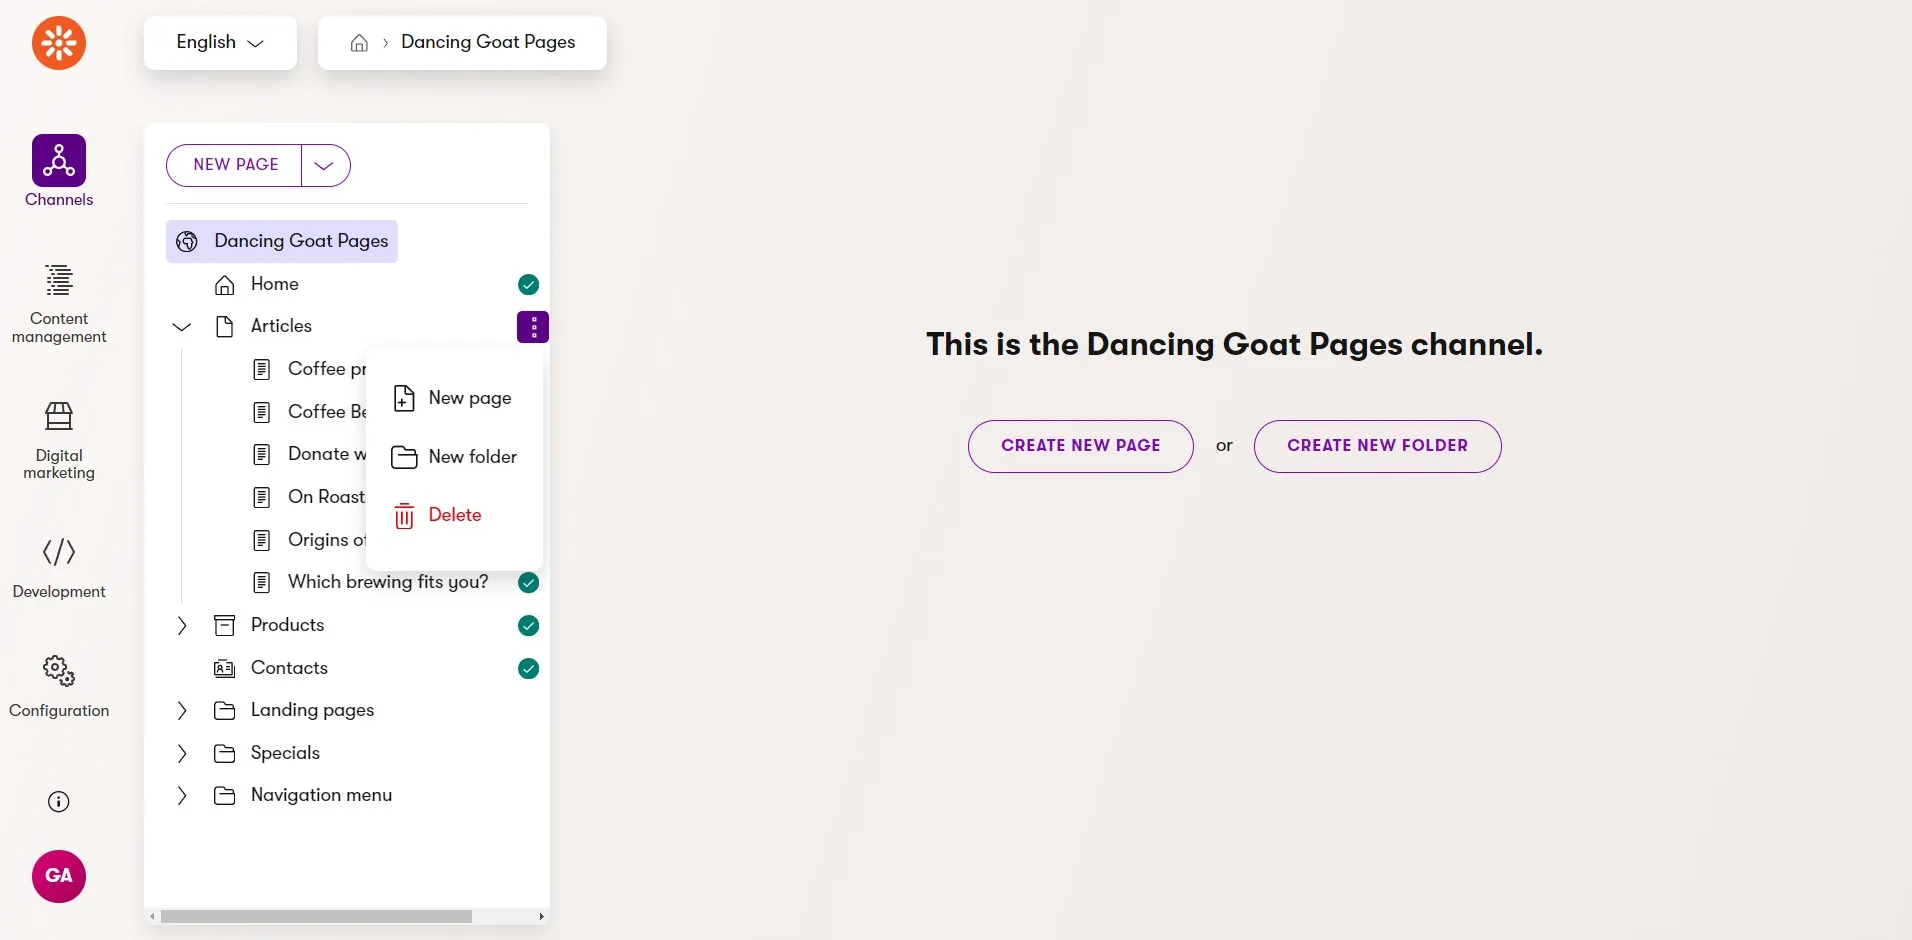 English
Dancing Goat Pages
Channels
Content
management
Digital
marketing
Development
Configuration
GA
NEW PAGE
Dancing Goat Pages
Home
Articles
Coffee pr
Coffee Be
Donate w
On Roast
Origins of
Which brewing fits you?
Products
Contacts
Landing pages
Specials
Navigation menu
New page
New folder
Delete
This is the Dancing Goat Pages channel.
CREATE NEW PAGE or CREATE NEW FOLDER